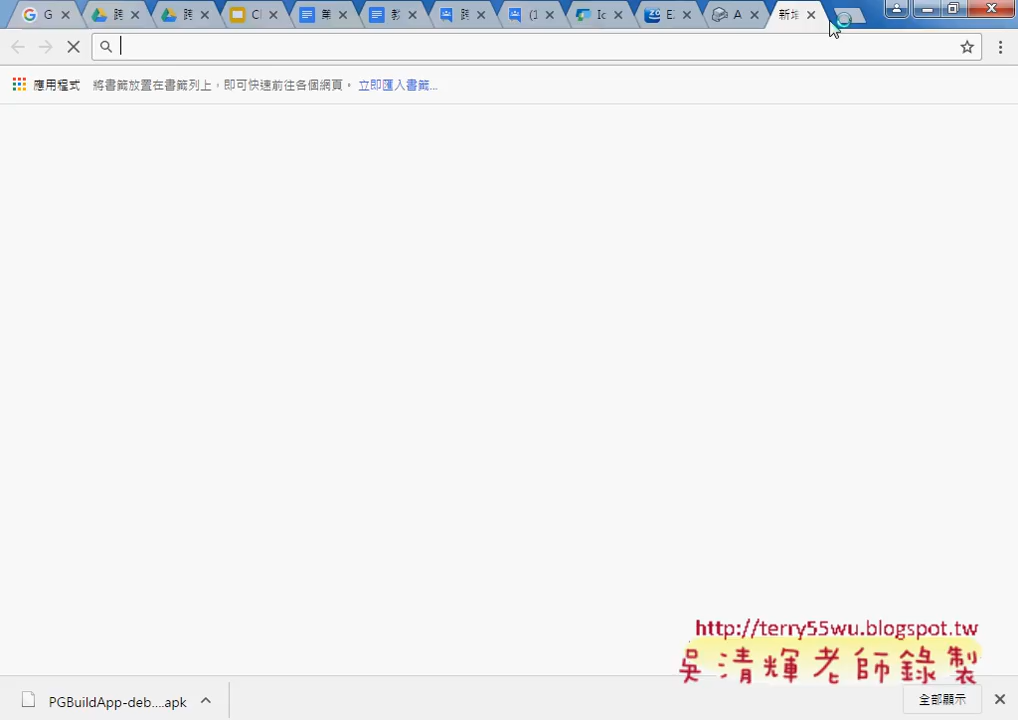 G
C
(1
Ic
A
應用程式 將書籤放置在書籤列上，即可快速前往各個網頁。 立即匯入書籤...
http://terry55wu.blogspot.tw
吳清輝老師錄製
PGBuildApp-deb....apk
全部顯示